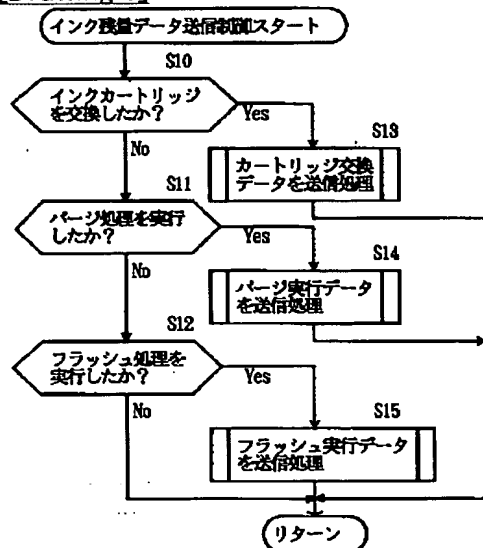 インク残量データ送信制御スタート
S10
インクカートリッジ
を交換したか？
Yes
No
S13
カートリッジ交換
データを送信処理
S11
パージ処理を実行
したか？
Yes
No
S14
パージ実行データ
を送信処理
S12
フラッシュ処理を
実行したか？
Yes
No
S15
フラッシュ実行データ
を送信処理
リターン